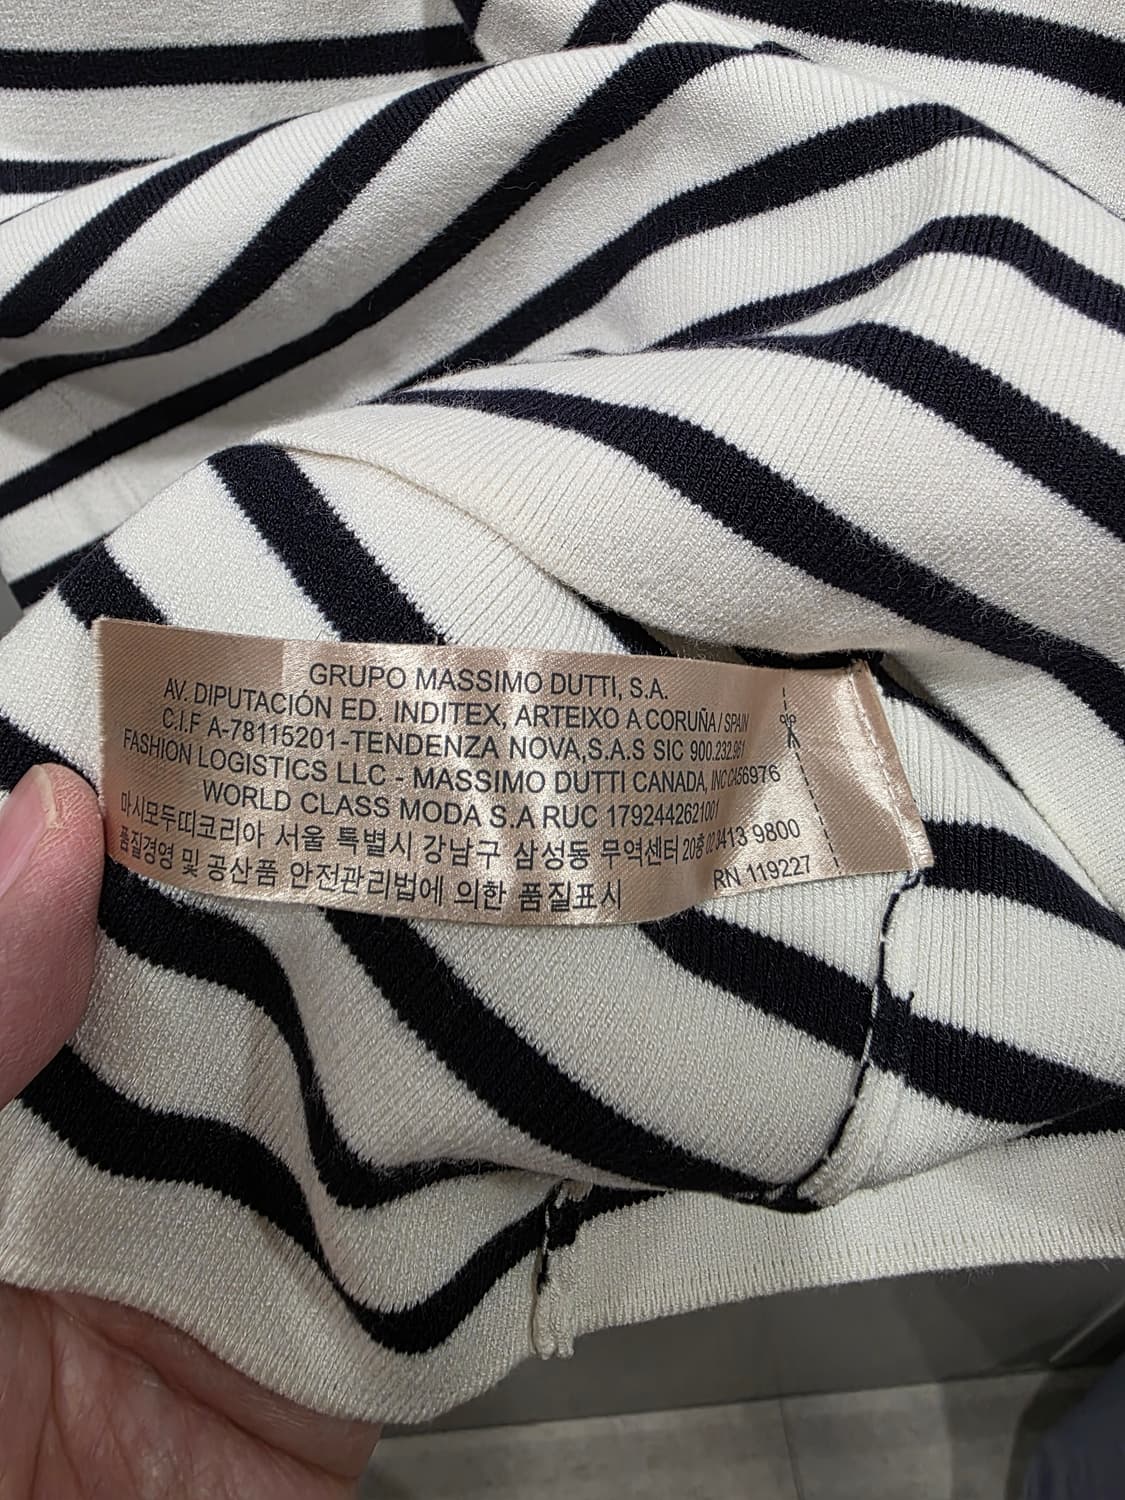 GRUPO MASSIMO DUTTI, S.A.
AV. DIPUTACIÓN ED. INDITEX, ARTEIXO A CORUÑA / SPAIN
C.I.F A-78115201-TENDENZA NOVA,S.A.S SIC 900.232.961
FASHION LOGISTICS LLC - MASSIMO DUTTI CANADA, INC CA56976
WORLD CLASS MODA S.A RUC 1792442621001
마시모두띠코리아 서울 특별시 강남구 삼성동 무역센터 20층 02 3413 9800
품질경영 및 공산품 안전관리법에 의한 품질표시 RN 119227